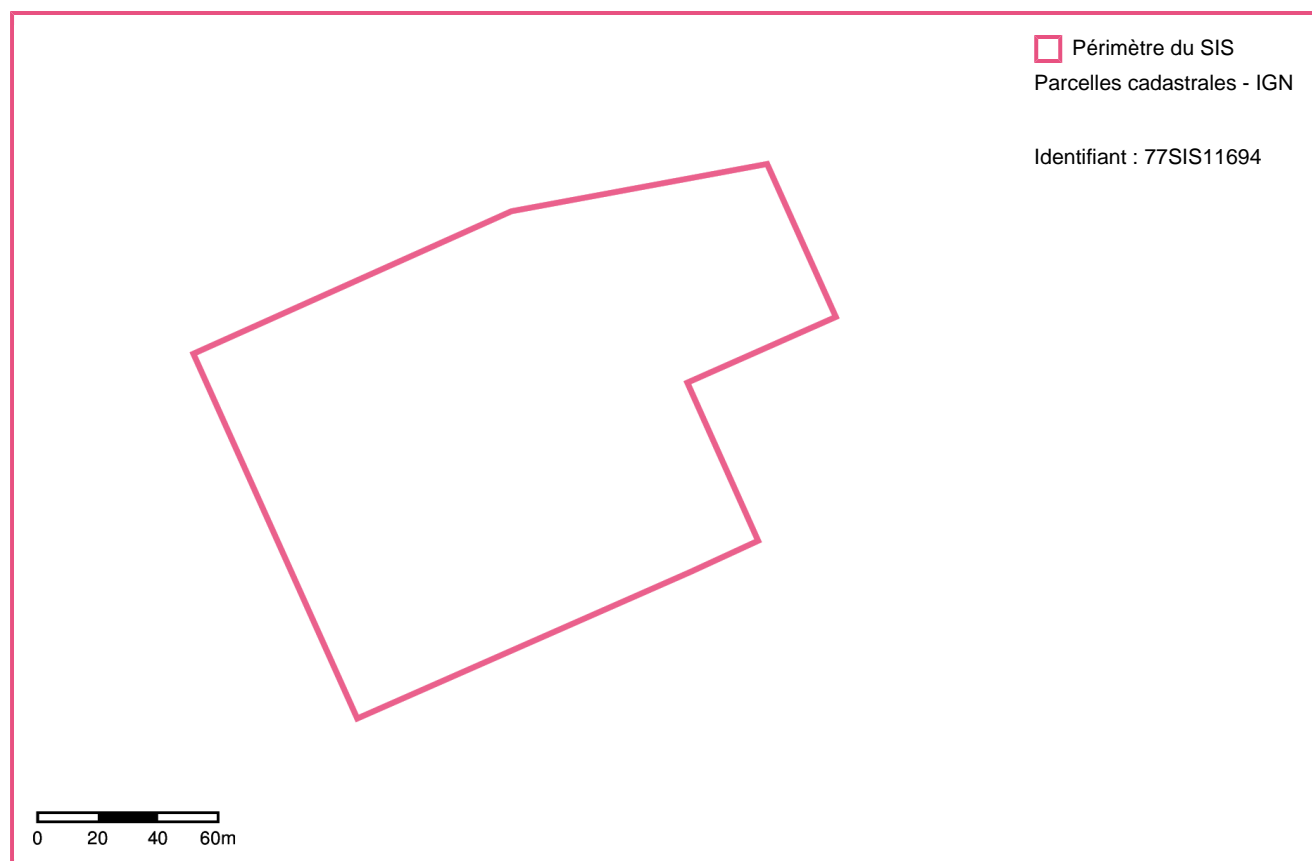 Périmètre du SIS
Parcelles cadastrales - IGN
Identifiant : 77SIS11694
0 20 40 60m